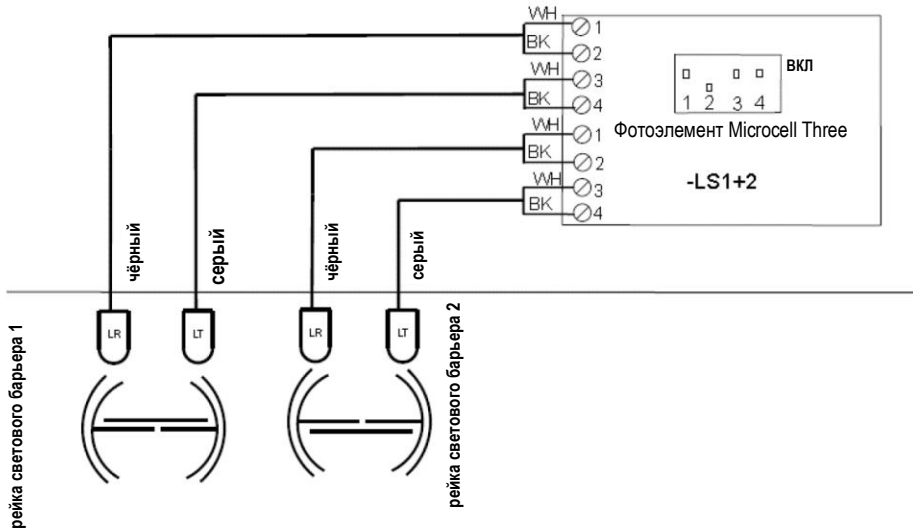 WH
1
BK
2
WH
3
BK
4
WH
1
BK
2
WH
3
BK
4
ВКЛ
1 2 3 4
Фотоэлемент Microcell Three
-LS1+2
чёрный
серый
чёрный
серый
LR
LT
LR
LT
рейка светового барьера 1
рейка светового барьера 2